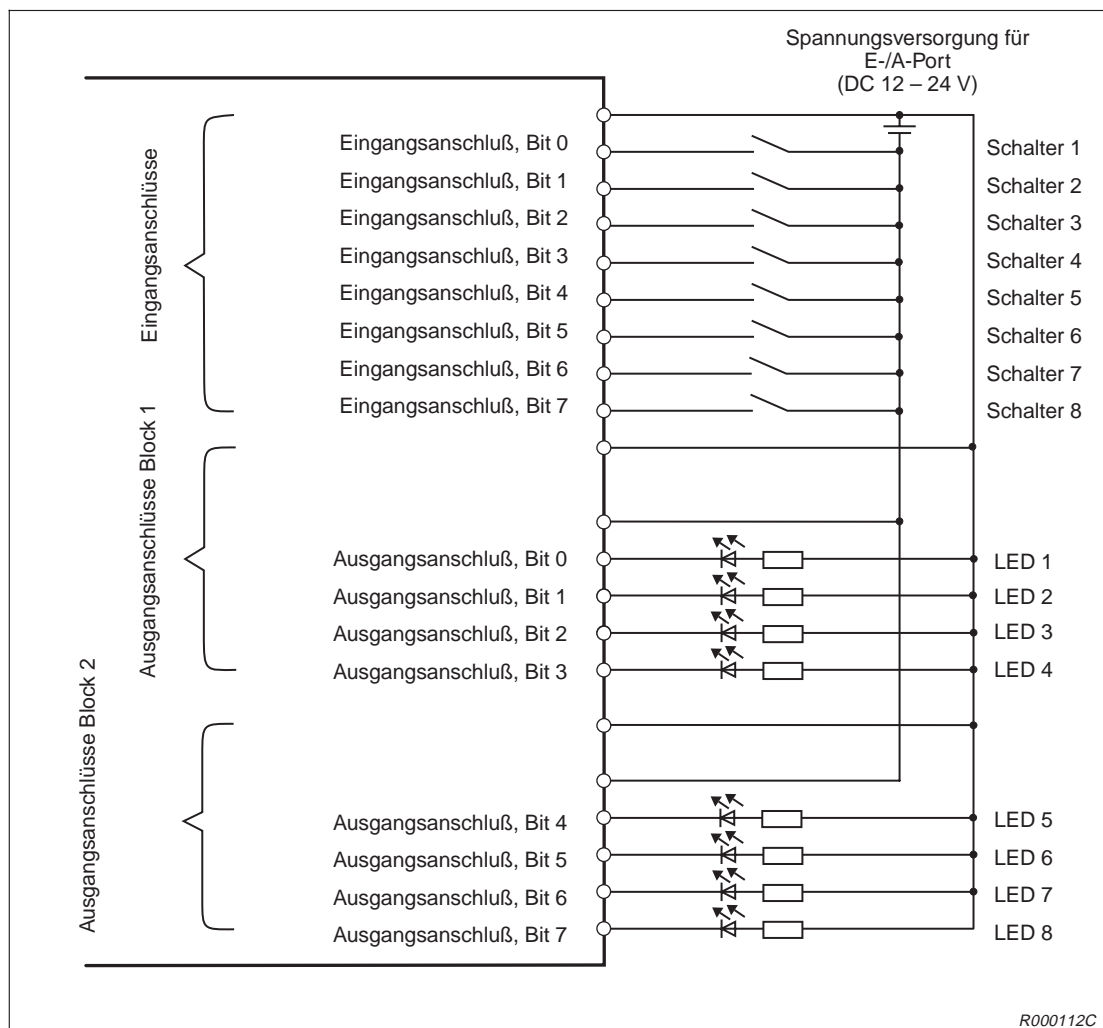 Spannungsversorgung für
E-/A-Port
(DC 12 – 24 V)
Eingangsanschlüsse
Eingangsanschluß, Bit 0
Schalter 1
Eingangsanschluß, Bit 1
Schalter 2
Eingangsanschluß, Bit 2
Schalter 3
Eingangsanschluß, Bit 3
Schalter 4
Eingangsanschluß, Bit 4
Schalter 5
Eingangsanschluß, Bit 5
Schalter 6
Eingangsanschluß, Bit 6
Schalter 7
Eingangsanschluß, Bit 7
Schalter 8
Ausgangsanschlüsse Block 1
Ausgangsanschluß, Bit 0
LED 1
Ausgangsanschluß, Bit 1
LED 2
Ausgangsanschluß, Bit 2
LED 3
Ausgangsanschluß, Bit 3
LED 4
Ausgangsanschlüsse Block 2
Ausgangsanschluß, Bit 4
LED 5
Ausgangsanschluß, Bit 5
LED 6
Ausgangsanschluß, Bit 6
LED 7
Ausgangsanschluß, Bit 7
LED 8
R000112C